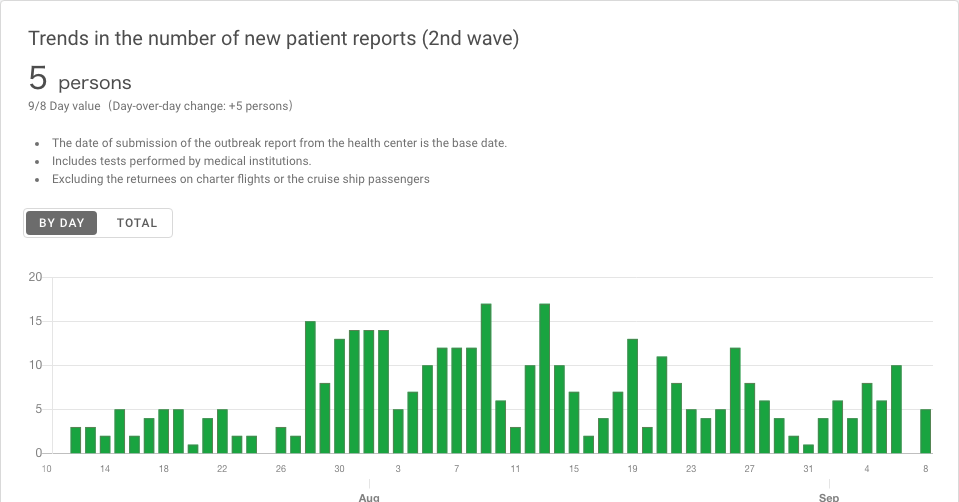 Trends in the number of new patient reports (2nd wave)
5 persons
9/8 Day value（Day-over-day change: +5 persons）
• The date of submission of the outbreak report from the health center is the base date.
• Includes tests performed by medical institutions.
• Excluding the returnees on charter flights or the cruise ship passengers
BY DAY TOTAL
20
15
10
5
0
10 14 18 22 26 30 3 7 11 15 19 23 27 31 4 8
Aug Sep